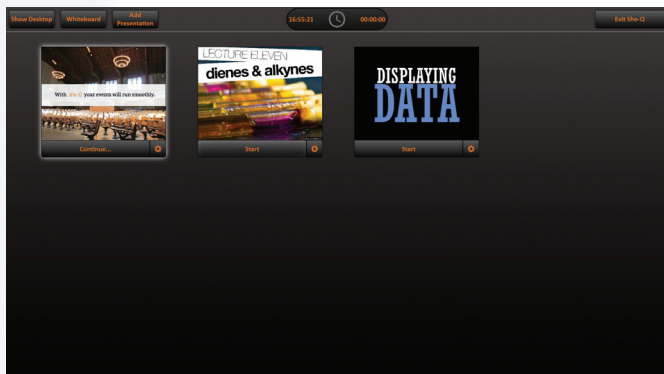 Show Desktop
Whiteboard
Add
Presentation
16:55:21
00:00:00
Exit Sho-Q
With sho-Q your events will run smoothly.
Continue...
LECTURE ELEVEN
dienes & alkynes
Start
DISPLAYING
DATA
Start